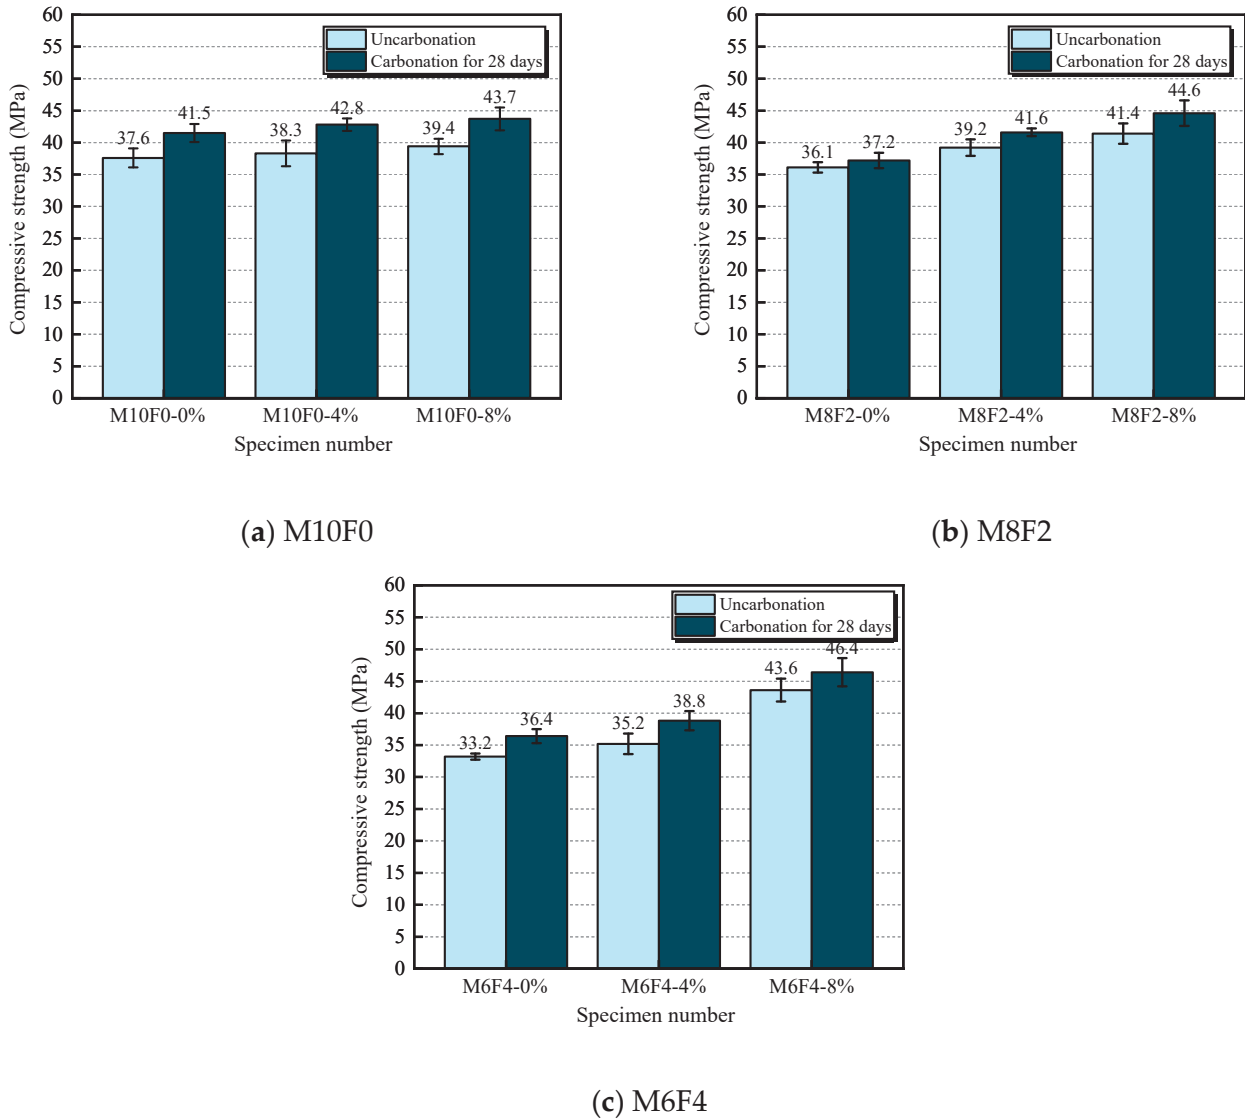 60
55
50
45
40
35
30
25
20
15
10
5
0
Compressive strength (MPa)
Uncarbonation
Carbonation for 28 days
37.6
41.5
38.3
42.8
39.4
43.7
M10F0-0%
M10F0-4%
M10F0-8%
Specimen number
(a) M10F0
60
55
50
45
40
35
30
25
20
15
10
5
0
Compressive strength (MPa)
Uncarbonation
Carbonation for 28 days
36.1
37.2
39.2
41.6
41.4
44.6
M8F2-0%
M8F2-4%
M8F2-8%
Specimen number
(b) M8F2
60
55
50
45
40
35
30
25
20
15
10
5
0
Compressive strength (MPa)
Uncarbonation
Carbonation for 28 days
33.2
36.4
35.2
38.8
43.6
46.4
M6F4-0%
M6F4-4%
M6F4-8%
Specimen number
(c) M6F4